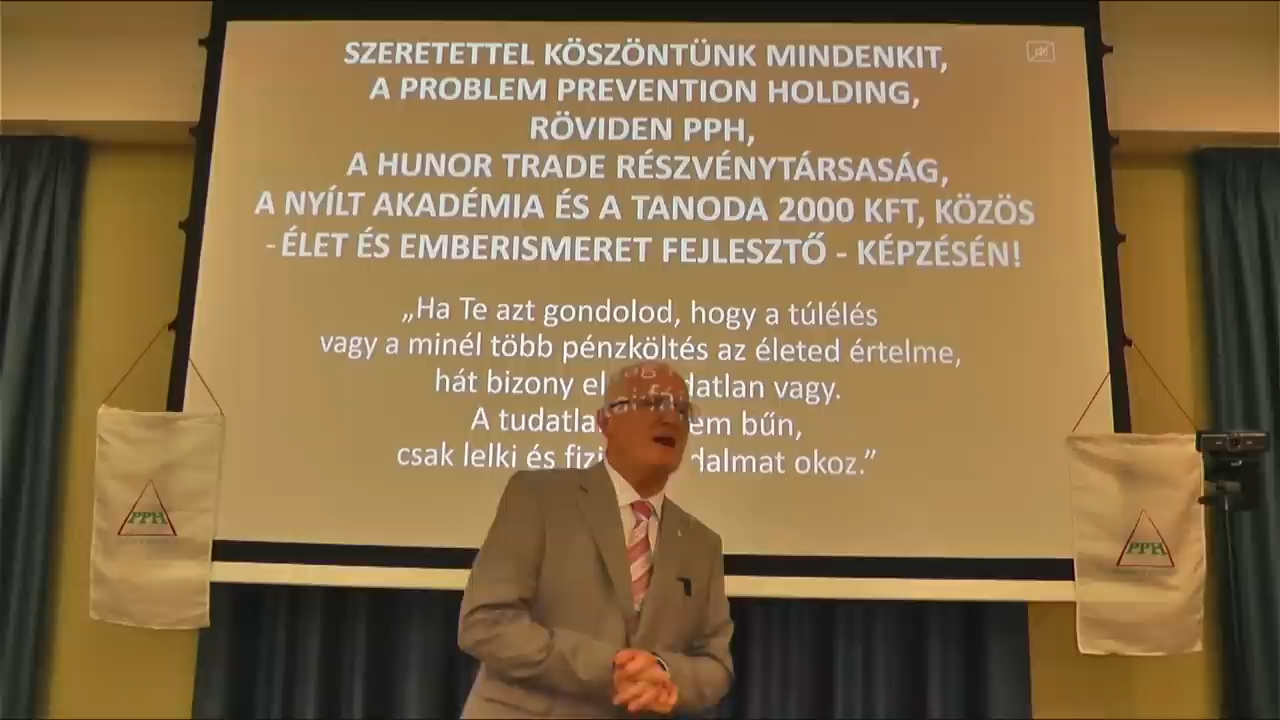 SZERETETTEL KÖSZÖNTÜNK MINDENKIT,
A PROBLEM PREVENTION HOLDING,
RÖVIDEN PPH,
A HUNOR TRADE RÉSZVÉNYTÁRSASÁG,
A NYÍLT AKADÉMIA ÉS A TANODA 2000 KFT, KÖZÖS
- ÉLET ÉS EMBERISMERET FEJLESZTŐ - KÉPZÉSÉN!
„Ha Te azt gondolod, hogy a túlélés
vagy a minél több pénzköltés az életed értelme,
hát bizony vagy.
A bűn,
csak lelki és okoz.”
PPH
PPH